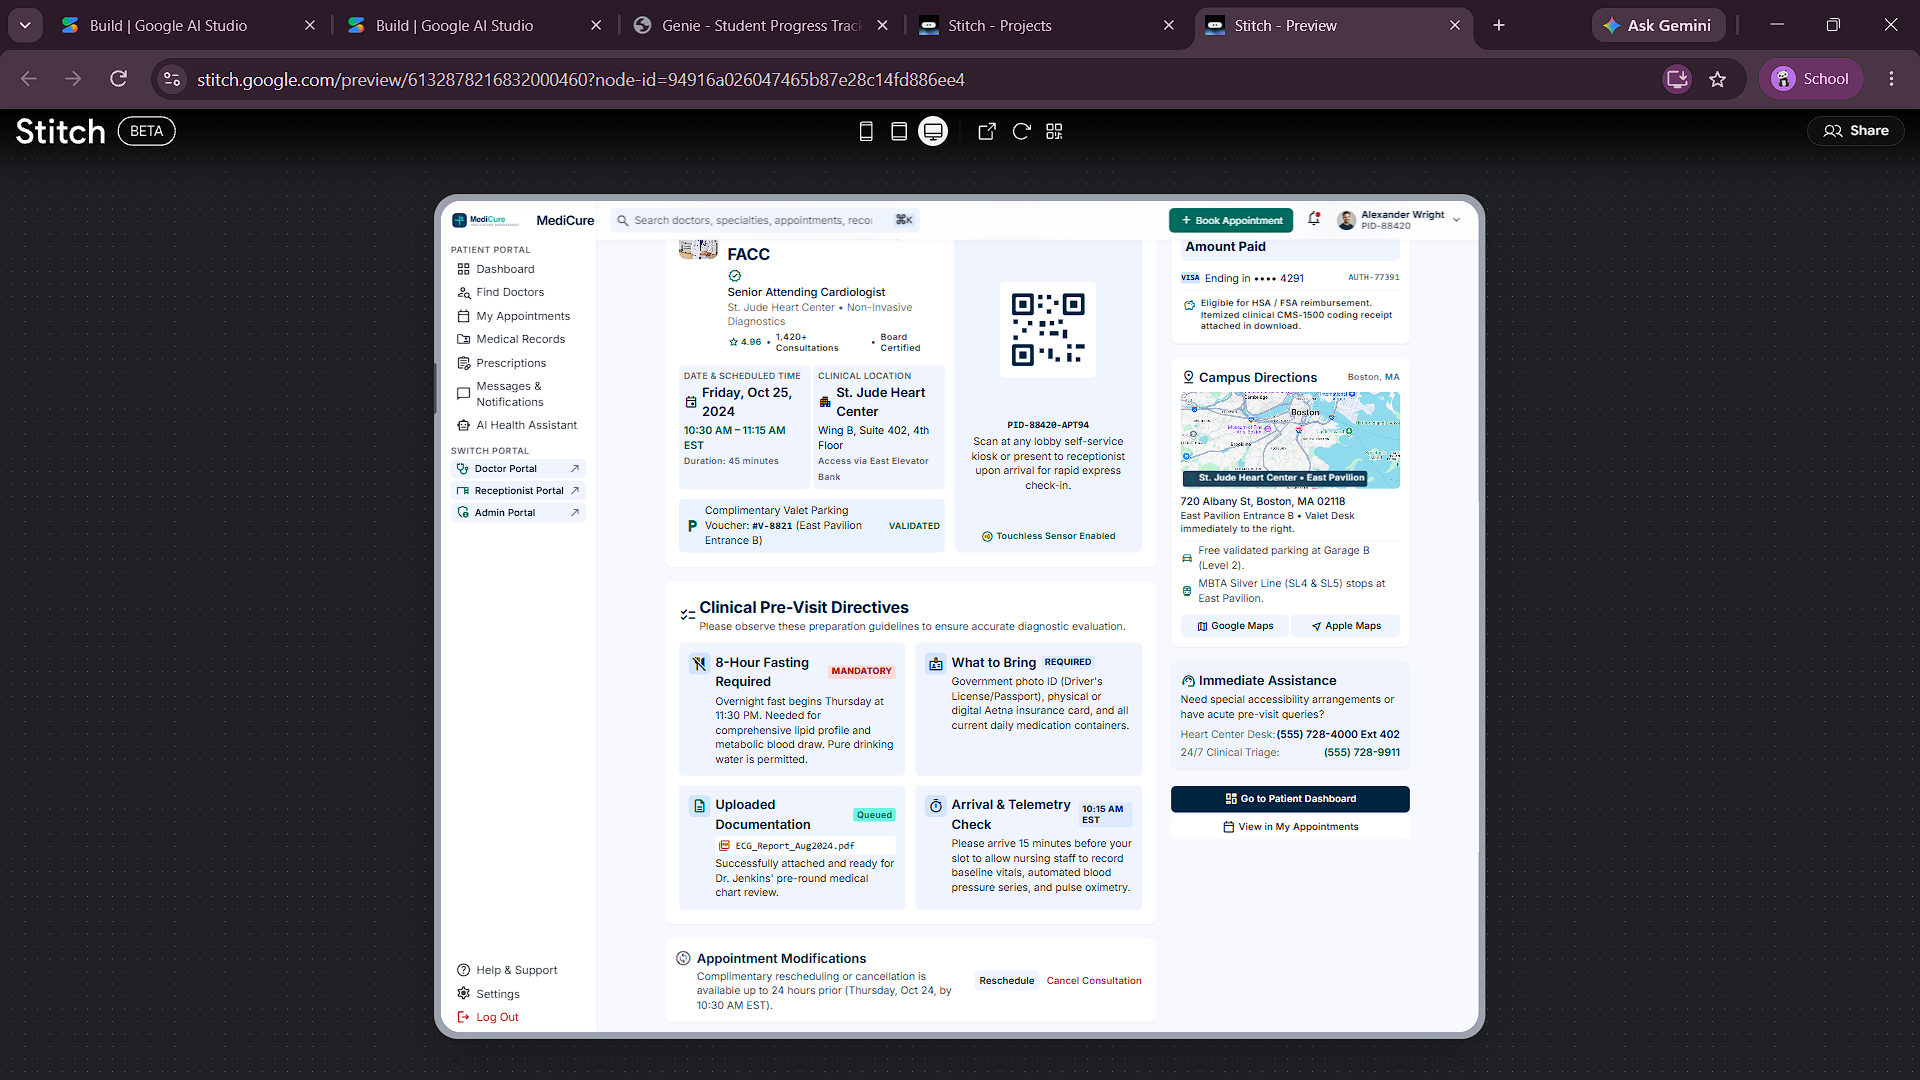 Build | Google AI Studio
Build | Google AI Studio
Genie - Student Progress Track
Stitch - Projects
Stitch - Preview
Ask Gemini
stitch.google.com/preview/6132878216832000460?node-id=94916a026047465b87e28c14fd886ee4
School
Stitch
BETA
Share
MediCure
MediCure
Search doctors, specialties, appointments, reco
⌘K
+ Book Appointment
Alexander Wright
PID-88420
PATIENT PORTAL
Dashboard
Find Doctors
My Appointments
Medical Records
Prescriptions
Messages &
Notifications
AI Health Assistant
SWITCH PORTAL
Doctor Portal
Receptionist Portal
Admin Portal
Help & Support
Settings
Log Out
FACC
Senior Attending Cardiologist
St. Jude Heart Center • Non-Invasive
Diagnostics
4.96 • 1,420+
Consultations
• Board
Certified
DATE & SCHEDULED TIME
Friday, Oct 25,
2024
10:30 AM – 11:15 AM
EST
Duration: 45 minutes
CLINICAL LOCATION
St. Jude Heart
Center
Wing B, Suite 402, 4th
Floor
Access via East Elevator
Bank
P
Complimentary Valet Parking
Voucher: #V-8821 (East Pavilion
Entrance B)
VALIDATED
PID-88420-APT94
Scan at any lobby self-service
kiosk or present to receptionist
upon arrival for rapid express
check-in.
Touchless Sensor Enabled
Clinical Pre-Visit Directives
Please observe these preparation guidelines to ensure accurate diagnostic evaluation.
8-Hour Fasting
Required
MANDATORY
Overnight fast begins Thursday at
11:30 PM. Needed for
comprehensive lipid profile and
metabolic blood draw. Pure drinking
water is permitted.
What to Bring
REQUIRED
Government photo ID (Driver's
License/Passport), physical or
digital Aetna insurance card, and all
current daily medication containers.
Uploaded
Documentation
Queued
ECG_Report_Aug2024.pdf
Successfully attached and ready for
Dr. Jenkins' pre-round medical
chart review.
Arrival & Telemetry
Check
10:15 AM
EST
Please arrive 15 minutes before your
slot to allow nursing staff to record
baseline vitals, automated blood
pressure series, and pulse oximetry.
Appointment Modifications
Complimentary rescheduling or cancellation is
available up to 24 hours prior (Thursday, Oct 24, by
10:30 AM EST).
Reschedule
Cancel Consultation
Amount Paid
VISA Ending in •••• 4291
AUTH-77391
Eligible for HSA / FSA reimbursement.
Itemized clinical CMS-1500 coding receipt
attached in download.
Campus Directions
Boston, MA
Boston
Brookline
St. Jude Heart Center • East Pavilion
720 Albany St, Boston, MA 02118
East Pavilion Entrance B • Valet Desk
immediately to the right.
Free validated parking at Garage B
(Level 2).
MBTA Silver Line (SL4 & SL5) stops at
East Pavilion.
Google Maps
Apple Maps
Immediate Assistance
Need special accessibility arrangements or
have acute pre-visit queries?
Heart Center Desk: (555) 728-4000 Ext 402
24/7 Clinical Triage: (555) 728-9911
Go to Patient Dashboard
View in My Appointments